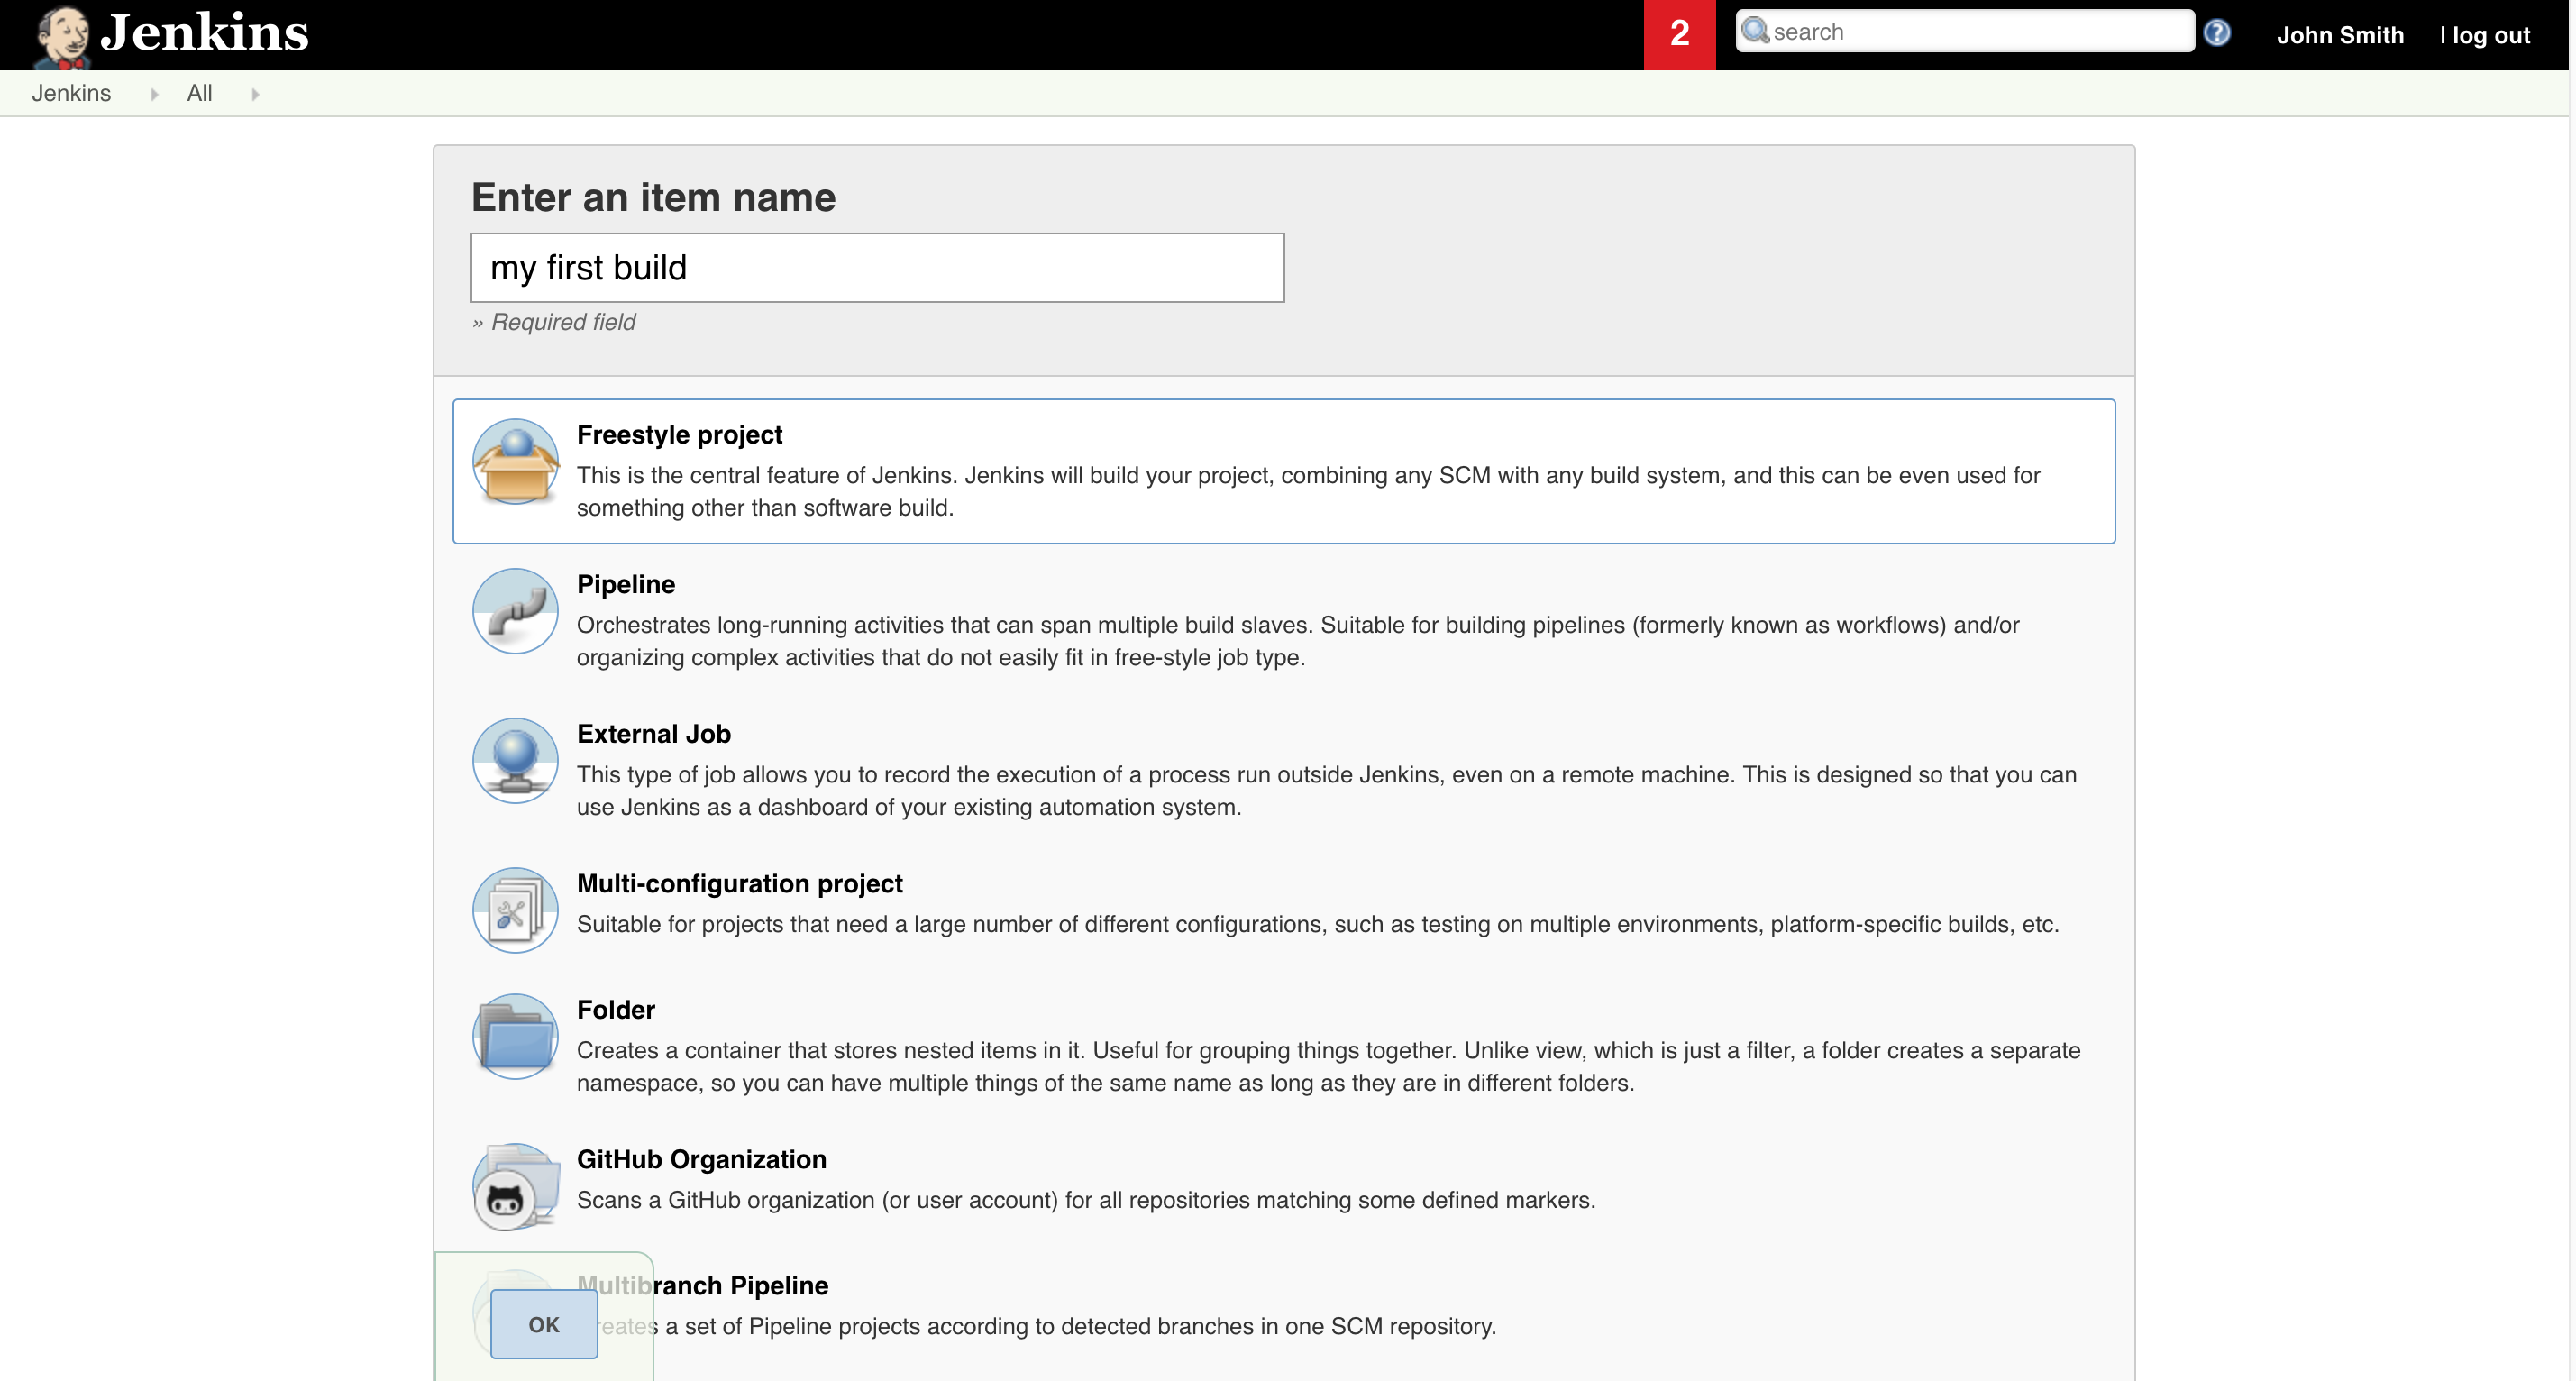 Jenkins
2
search
John Smith
| log out
Jenkins
All
Enter an item name
my first build
» Required field
Freestyle project
This is the central feature of Jenkins. Jenkins will build your project, combining any SCM with any build system, and this can be even used for
something other than software build.
Pipeline
Orchestrates long-running activities that can span multiple build slaves. Suitable for building pipelines (formerly known as workflows) and/or
organizing complex activities that do not easily fit in free-style job type.
External Job
This type of job allows you to record the execution of a process run outside Jenkins, even on a remote machine. This is designed so that you can
use Jenkins as a dashboard of your existing automation system.
Multi-configuration project
Suitable for projects that need a large number of different configurations, such as testing on multiple environments, platform-specific builds, etc.
Folder
Creates a container that stores nested items in it. Useful for grouping things together. Unlike view, which is just a filter, a folder creates a separate
namespace, so you can have multiple things of the same name as long as they are in different folders.
GitHub Organization
Scans a GitHub organization (or user account) for all repositories matching some defined markers.
Multibranch Pipeline
reates a set of Pipeline projects according to detected branches in one SCM repository.
OK